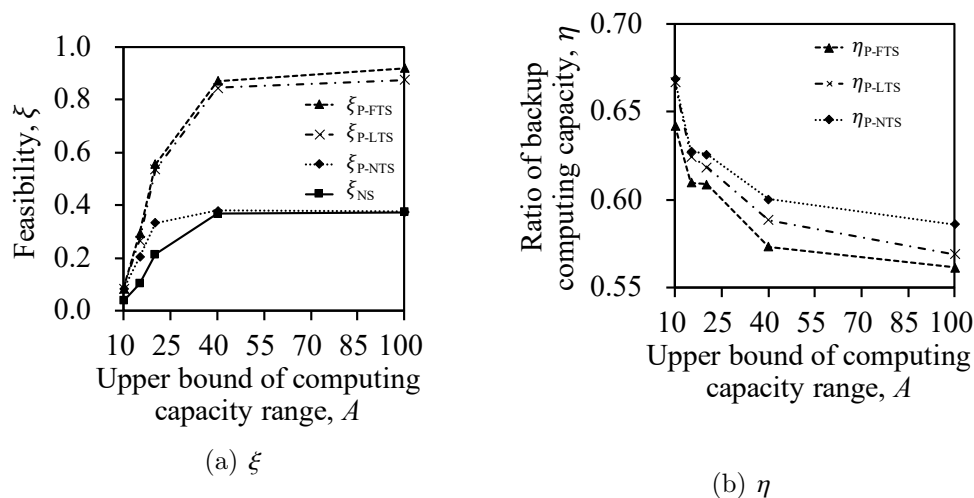 Feasibility, ξ
1.0
0.8
0.6
0.4
0.2
0.0
ξP-FTS
ξP-LTS
ξP-NTS
ξNS
10 25 40 55 70 85 100
Upper bound of computing
capacity range, A
(a) ξ
Ratio of backup
computing capacity, η
0.70
0.65
0.60
0.55
ηP-FTS
ηP-LTS
ηP-NTS
10 25 40 55 70 85 100
Upper bound of computing
capacity range, A
(b) η